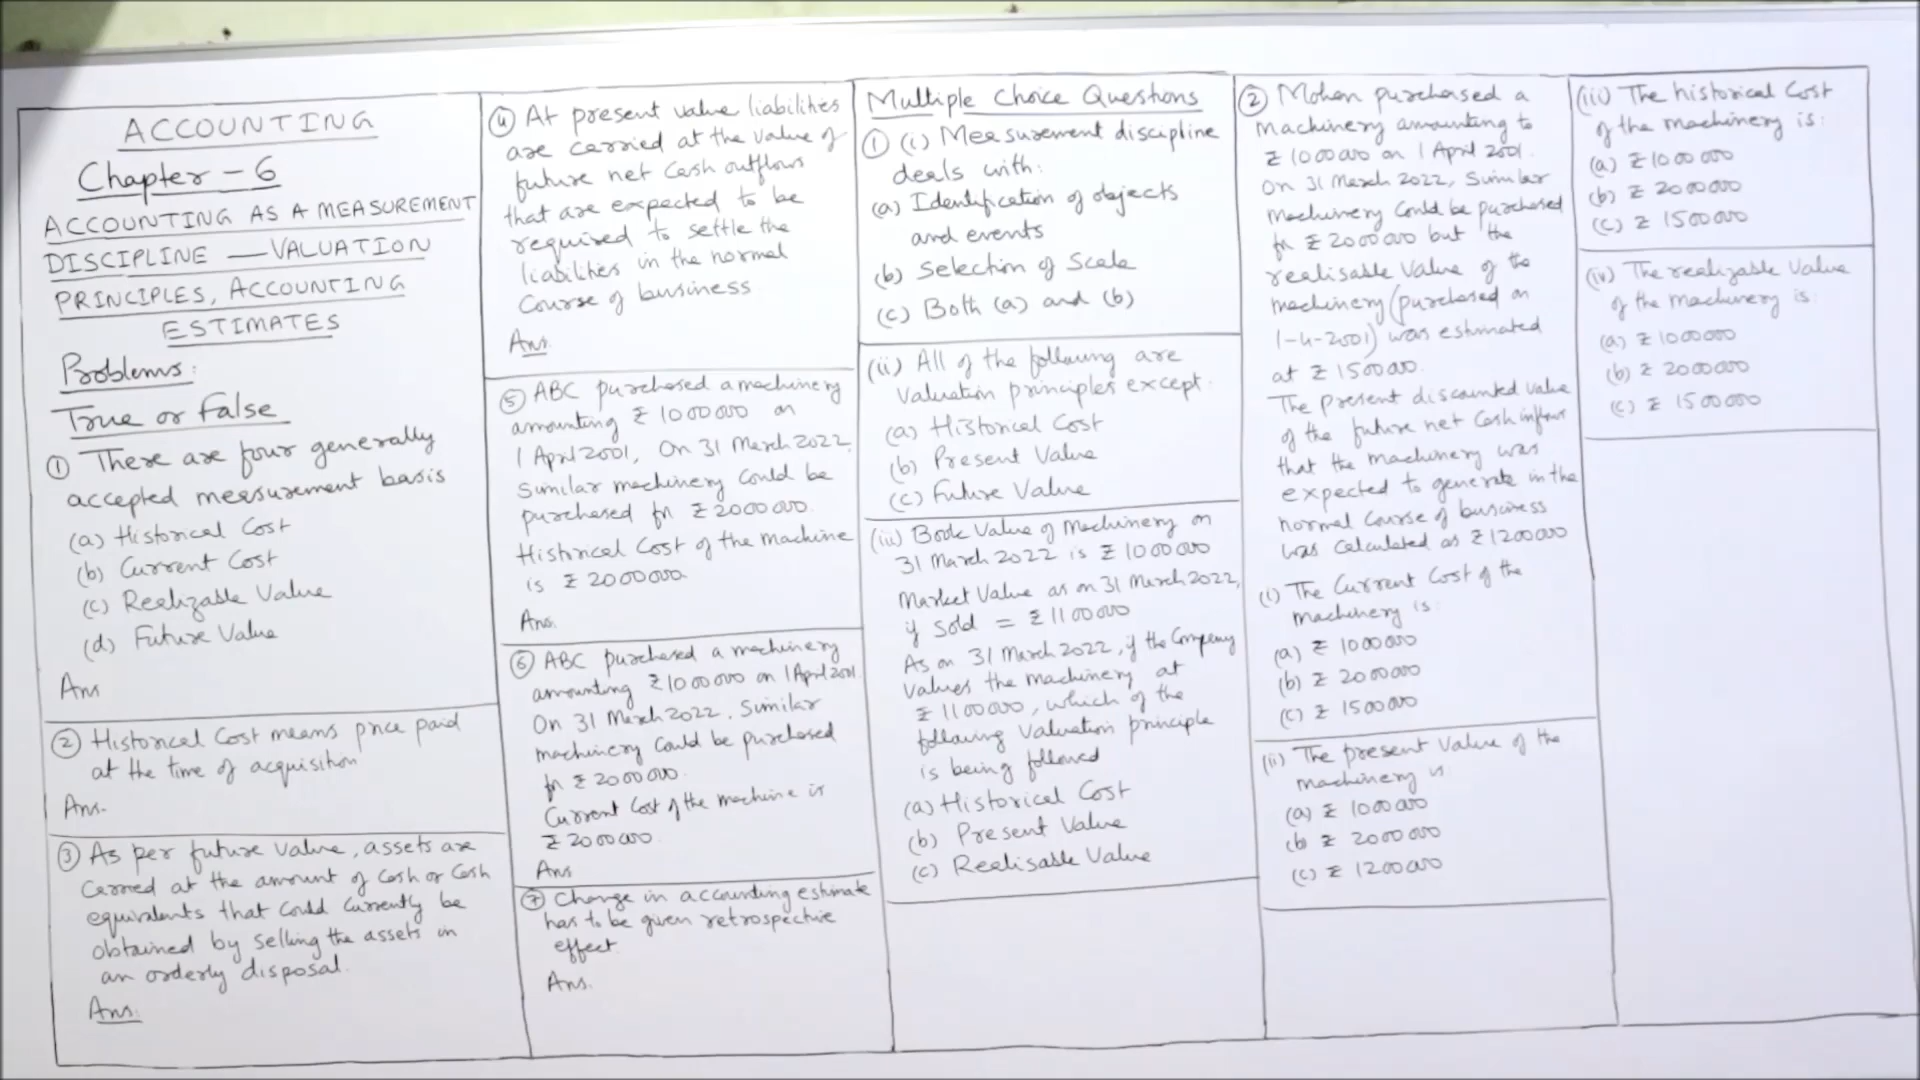 ACCOUNTING
Chapter - 6
ACCOUNTING AS A MEASUREMENT
DISCIPLINE — VALUATION
PRINCIPLES, ACCOUNTING
ESTIMATES
Problems:
True or False
① There are four generally
accepted measurement basis
(a) Historical Cost
(b) Current Cost
(c) Realizable Value
(d) Future Value
Ans
② Historical Cost means price paid
at the time of acquisition
Ans.
③ As per future value, assets are
carried at the amount of cash or cash
equivalents that could currently be
obtained by selling the assets in
an orderly disposal.
Ans:
④ At present value liabilities
are carried at the value of
future net cash outflows
that are expected to be
required to settle the
liabilities in the normal
course of business
Ans.
⑤ ABC purchased a machinery
amounting ₹ 1000000 on
1 April 2001, On 31 March 2022,
Similar machinery could be
purchased for ₹ 2000000.
Historical Cost of the machine
is ₹ 2000000
Ans.
⑥ ABC purchased a machinery
amounting ₹ 1000000 on 1 April 2001.
On 31 March 2022, Similar
machinery could be purchased
for ₹ 2000000.
Current Cost of the machine is
₹ 2000000.
Ans
⑦ Change in accounting estimate
has to be given retrospective
effect.
Ans.
Multiple Choice Questions
① (i) Measurement discipline
deals with:
(a) Identification of objects
and events
(b) Selection of Scale
(c) Both (a) and (b)
(ii) All of the following are
Valuation principles except:
(a) Historical Cost
(b) Present Value
(c) Future Value
(iii) Book Value of Machinery on
31 March 2022 is ₹ 1000000
Market Value as on 31 March 2022,
if sold = ₹ 1100000
As on 31 March 2022, if the Company
values the machinery at
₹ 1100000, which of the
following valuation principle
is being followed
(a) Historical Cost
(b) Present Value
(c) Realisable Value
② Mohan purchased a
machinery amounting to
₹ 1000000 on 1 April 2001.
On 31 March 2022, Similar
machinery could be purchased
for ₹ 2000000 but the
realisable value of the
machinery (purchased on
1-4-2001) was estimated
at ₹ 1500000.
The present discounted value
of the future net cash inflows
that the machinery was
expected to generate in the
normal course of business
was calculated as ₹ 1200000
(i) The Current Cost of the
machinery is:
(a) ₹ 1000000
(b) ₹ 2000000
(c) ₹ 1500000
(ii) The present value of the
machinery is
(a) ₹ 1000000
(b ₹ 2000000
(c) ₹ 1200000
(iii) The historical Cost
of the machinery is:
(a) ₹ 1000000
(b) ₹ 2000000
(c) ₹ 1500000
(iv) The realizable Value
of the machinery is:
(a) ₹ 1000000
(b) ₹ 2000000
(c) ₹ 1500000